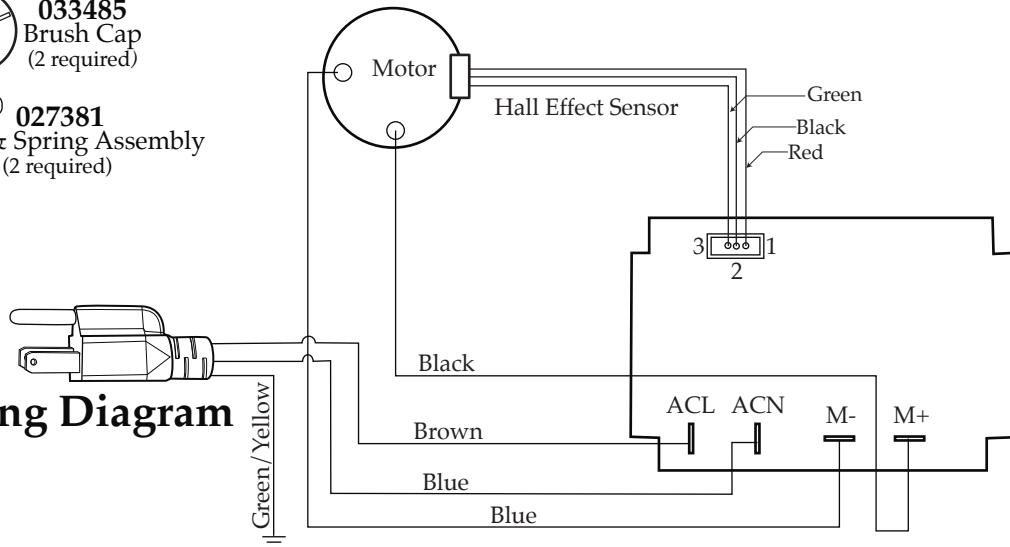 033485
Brush Cap
(2 required)
027381
& Spring Assembly
(2 required)
Motor
Hall Effect Sensor
Green
Black
Red
3
1
2
Black
ng Diagram
Green/Yellow
ACL
ACN
M-
M+
Brown
Blue
Blue